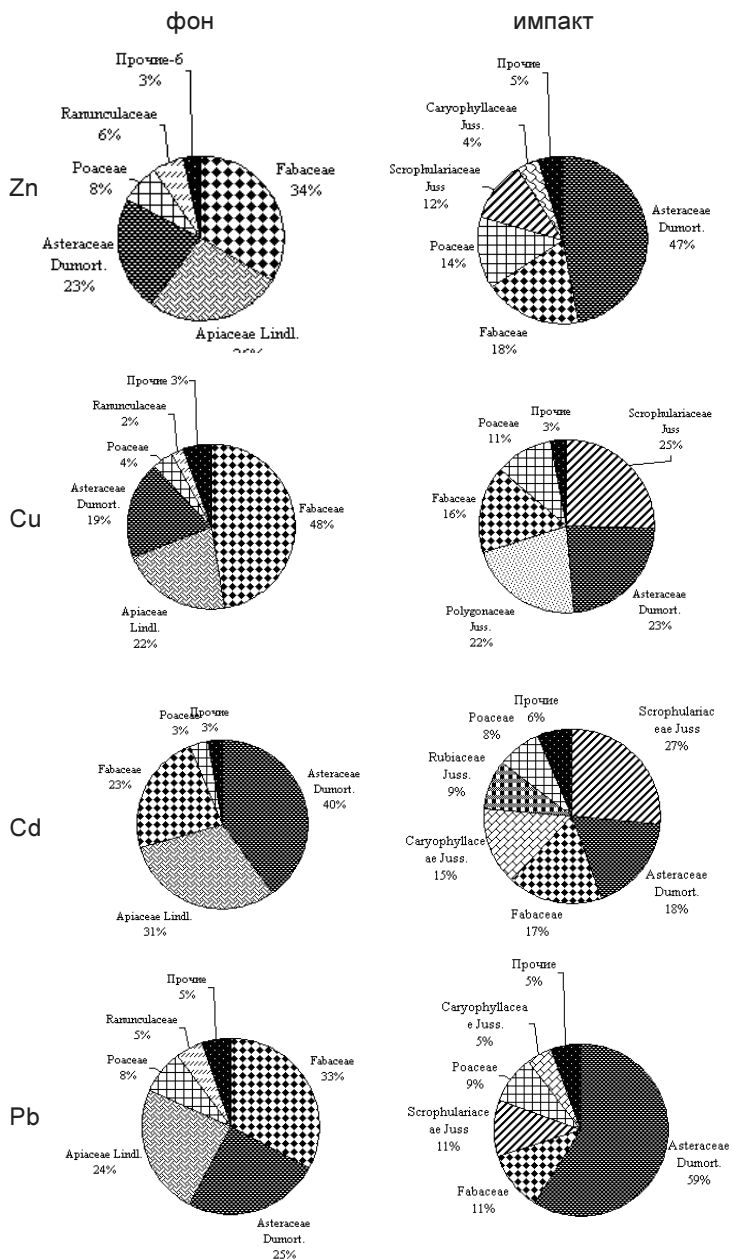 фон
импакт
Zn
Прочие-6
3%
Ranunculaceae
6%
Poaceae
8%
Asteraceae
Dumort.
23%
Fabaceae
34%
Apiaceae Lindl.
Прочие
5%
Caryophyllaceae
Juss.
4%
Scrophulariaceae
Juss
12%
Poaceae
14%
Fabaceae
18%
Asteraceae
Dumort.
47%
Cu
Прочие 3%
Ranunculaceae
2%
Poaceae
4%
Asteraceae
Dumort.
19%
Apiaceae
Lindl.
22%
Fabaceae
48%
Poaceae
11%
Прочие
3%
Scrophulariaceae
Juss
25%
Fabaceae
16%
Polygonaceae
Juss.
22%
Asteraceae
Dumort.
23%
Cd
Poaceae
3%
Прочие
3%
Fabaceae
23%
Asteraceae
Dumort.
40%
Apiaceae Lindl.
31%
Прочие
6%
Poaceae
8%
Rubiaceae
Juss.
9%
Caryophyllace
ae Juss.
15%
Fabaceae
17%
Scrophulariac
eae Juss
27%
Asteraceae
Dumort.
18%
Pb
Прочие
5%
Ranunculaceae
5%
Poaceae
8%
Apiaceae Lindl.
24%
Fabaceae
33%
Asteraceae
Dumort.
25%
Прочие
5%
Caryophyllacea
e Juss.
5%
Poaceae
9%
Scrophulariace
ae Juss
11%
Fabaceae
11%
Asteraceae
Dumort.
59%